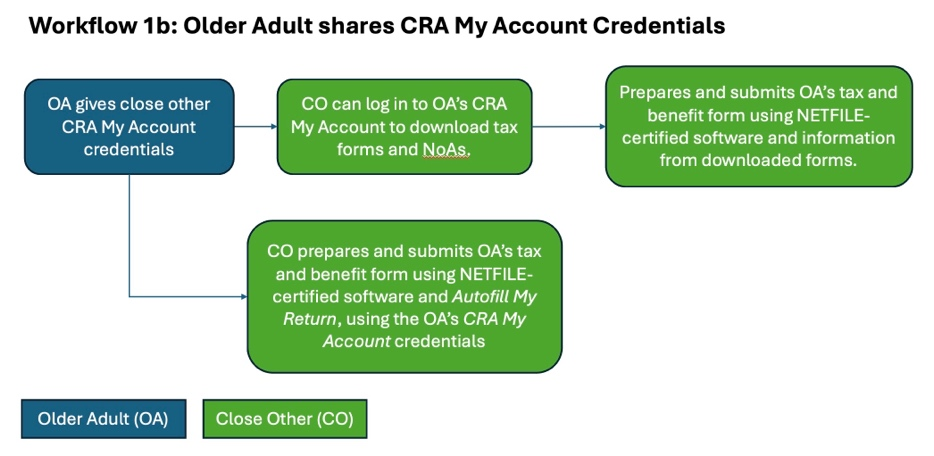 Workflow 1b: Older Adult shares CRA My Account Credentials
OA gives close other
CRA My Account
credentials
CO can log in to OA's CRA
My Account to download tax
forms and NoAs.
Prepares and submits OA's tax and
benefit form using NETFILE-
certified software and information
from downloaded forms.
CO prepares and submits OA's tax
and benefit form using NETFILE-
certified software and Autofill My
Return, using the OA's CRA My
Account credentials
Older Adult (OA)
Close Other (CO)